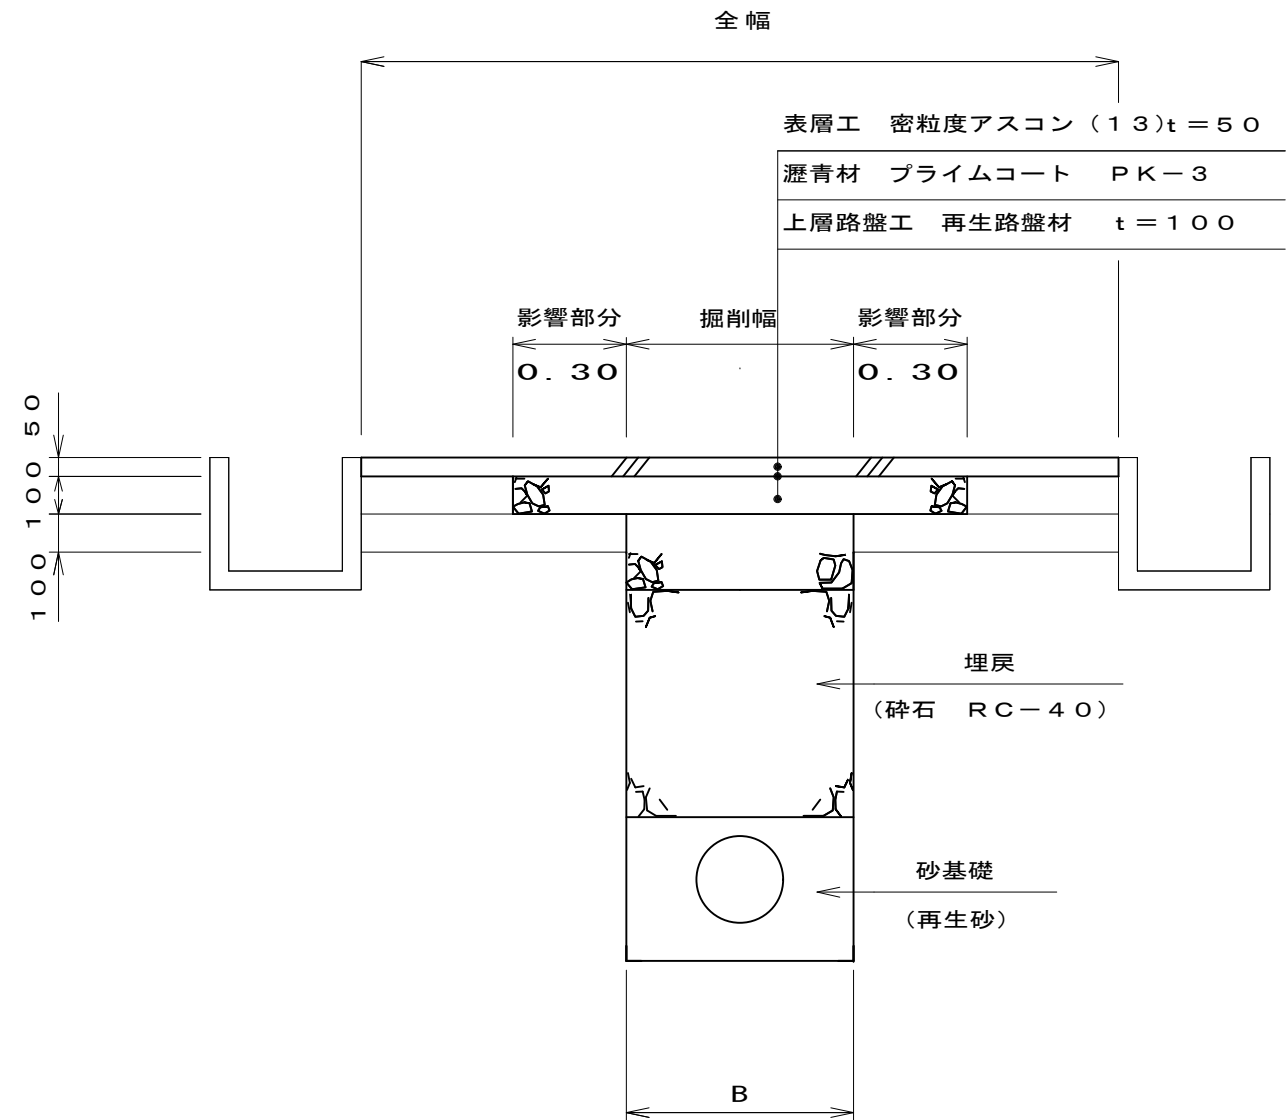 全幅
表層工　密粒度アスコン（１３）t＝５０
瀝青材　プライムコート　ＰＫ－３
上層路盤工　再生路盤材　t＝１００
影響部分　掘削幅　影響部分
０．３０　０．３０
５０
１００
１００
埋戻
（砕石　ＲＣ－４０）
砂基礎
（再生砂）
Ｂ